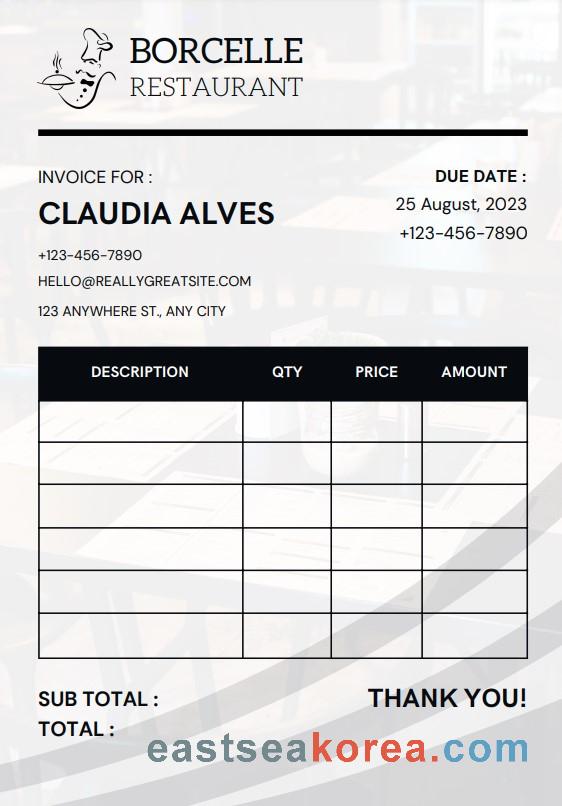 BORCELLE
RESTAURANT
INVOICE FOR :
CLAUDIA ALVES
+123-456-7890
HELLO@REALLYGREATSITE.COM
123 ANYWHERE ST., ANY CITY
DUE DATE :
25 August, 2023
+123-456-7890
DESCRIPTION QTY PRICE AMOUNT
SUB TOTAL :
TOTAL :
THANK YOU!
eastseakorea.com